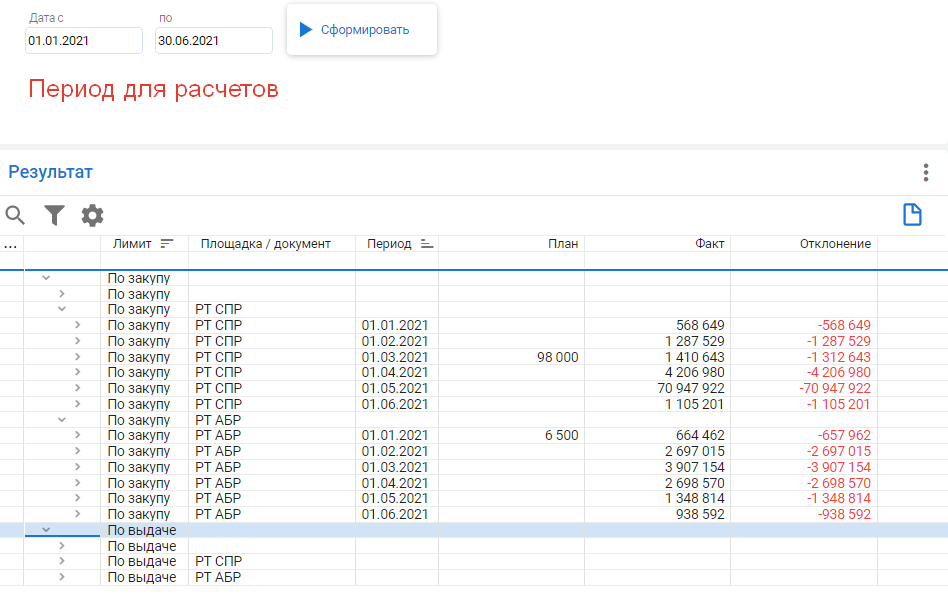 Дата с по
01.01.2021 30.06.2021 Сформировать
Период для расчетов
Результат
... Лимит Площадка / документ Период План Факт Отклонение
По закупу
По закупу
По закупу РТ СПР
По закупу РТ СПР 01.01.2021 568 649 -568 649
По закупу РТ СПР 01.02.2021 1 287 529 -1 287 529
По закупу РТ СПР 01.03.2021 98 000 1 410 643 -1 312 643
По закупу РТ СПР 01.04.2021 4 206 980 -4 206 980
По закупу РТ СПР 01.05.2021 70 947 922 -70 947 922
По закупу РТ СПР 01.06.2021 1 105 201 -1 105 201
По закупу РТ АБР
По закупу РТ АБР 01.01.2021 6 500 664 462 -657 962
По закупу РТ АБР 01.02.2021 2 697 015 -2 697 015
По закупу РТ АБР 01.03.2021 3 907 154 -3 907 154
По закупу РТ АБР 01.04.2021 2 698 570 -2 698 570
По закупу РТ АБР 01.05.2021 1 348 814 -1 348 814
По закупу РТ АБР 01.06.2021 938 592 -938 592
По выдаче
По выдаче
По выдаче РТ СПР
По выдаче РТ АБР